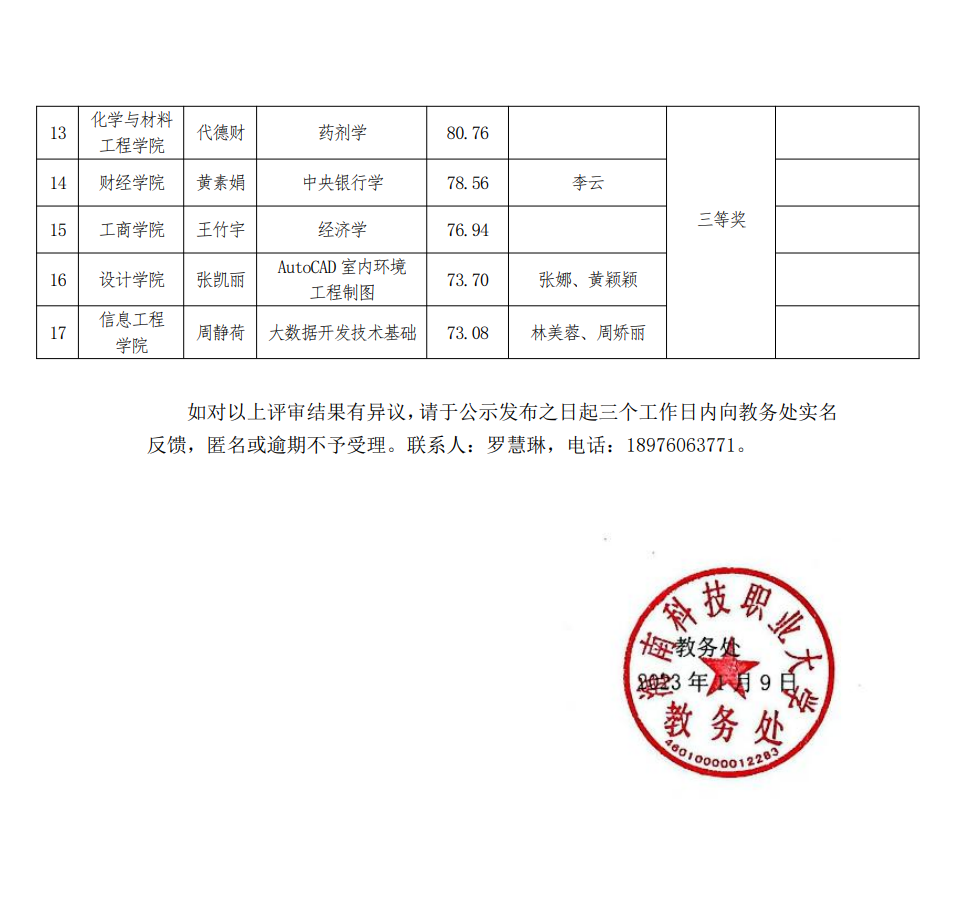 13 化学与材料工程学院 代德财 药剂学 80.76
14 财经学院 黄素娟 中央银行学 78.56 李云
15 工商学院 王竹宇 经济学 76.94 三等奖
16 设计学院 张凯丽 AutoCAD 室内环境工程制图 73.70 张娜、黄颖颖
17 信息工程学院 周静荷 大数据开发技术基础 73.08 林美蓉、周娇丽
如对以上评审结果有异议，请于公示发布之日起三个工作日内向教务处实名
反馈，匿名或逾期不予受理。联系人：罗慧琳，电话：18976063771。
海南科技职业大学
教务处
2023 年 1 月 9 日
教务处
46010000012283